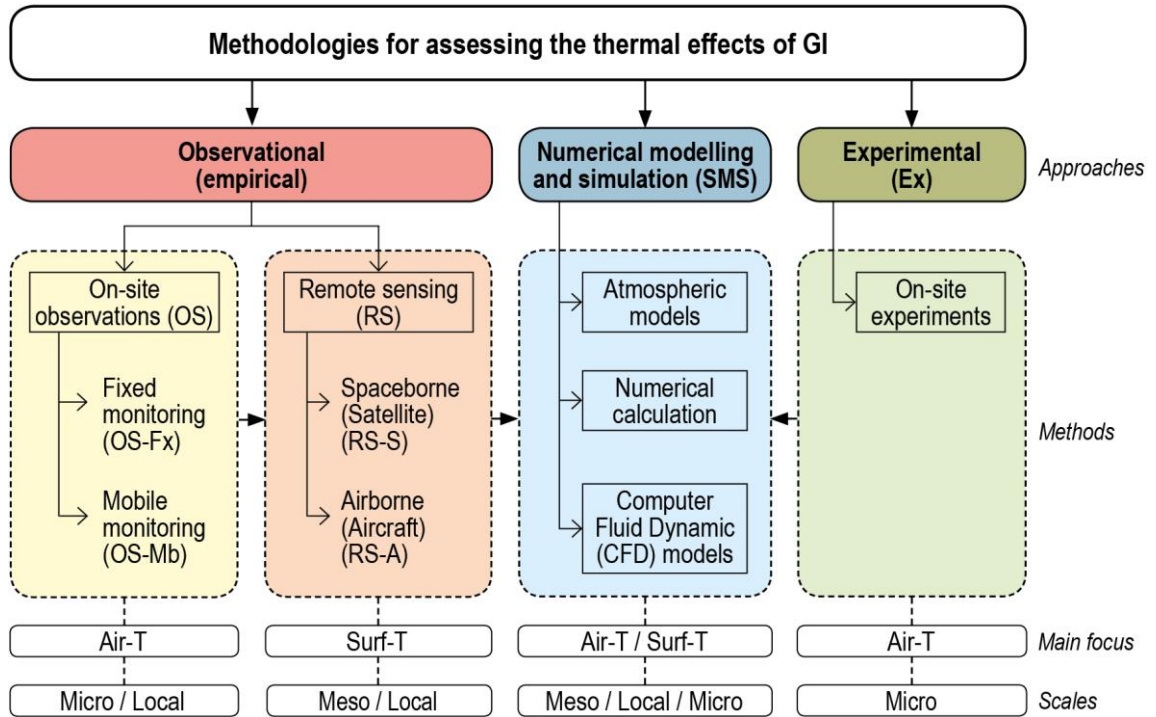 Methodologies for assessing the thermal effects of GI
Observational
(empirical)
Numerical modelling
and simulation (SMS)
Experimental
(Ex)
Approaches
On-site
observations (OS)
Fixed
monitoring
(OS-Fx)
Mobile
monitoring
(OS-Mb)
Remote sensing
(RS)
Spaceborne
(Satellite)
(RS-S)
Airborne
(Aircraft)
(RS-A)
Atmospheric
models
Numerical
calculation
Computer
Fluid Dynamic
(CFD) models
On-site
experiments
Methods
Air-T
Surf-T
Air-T / Surf-T
Air-T
Main focus
Micro / Local
Meso / Local
Meso / Local / Micro
Micro
Scales